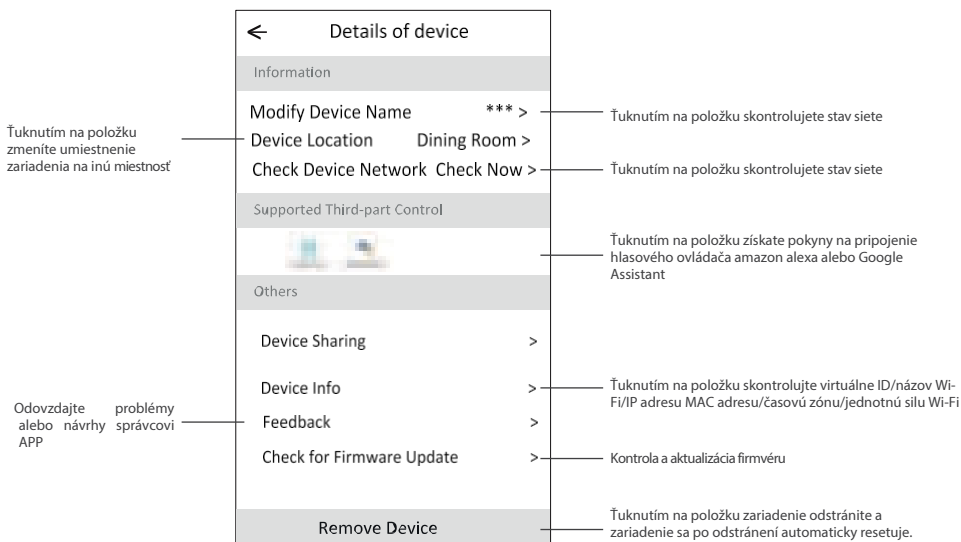 ← Details of device
Information
Modify Device Name *** >
Ťuknutím na položku skontrolujete stav siete
Ťuknutím na položku
zmeníte umiestnenie
zariadenia na inú miestnosť
Device Location Dining Room >
Check Device Network Check Now >
Ťuknutím na položku skontrolujete stav siete
Supported Third-part Control
Ťuknutím na položku získate pokyny na pripojenie
hlasového ovládača amazon alexa alebo Google
Assistant
Others
Device Sharing >
Device Info >
Ťuknutím na položku skontrolujte virtuálne ID/názov Wi-
Fi/IP adresu MAC adresu/časovú zónu/jednotnú silu Wi-Fi
Odovzdajte problémy
alebo návrhy správcovi
APP
Feedback >
Check for Firmware Update >
Kontrola a aktualizácia firmvéru
Remove Device
Ťuknutím na položku zariadenie odstránite a
zariadenie sa po odstránení automaticky resetuje.